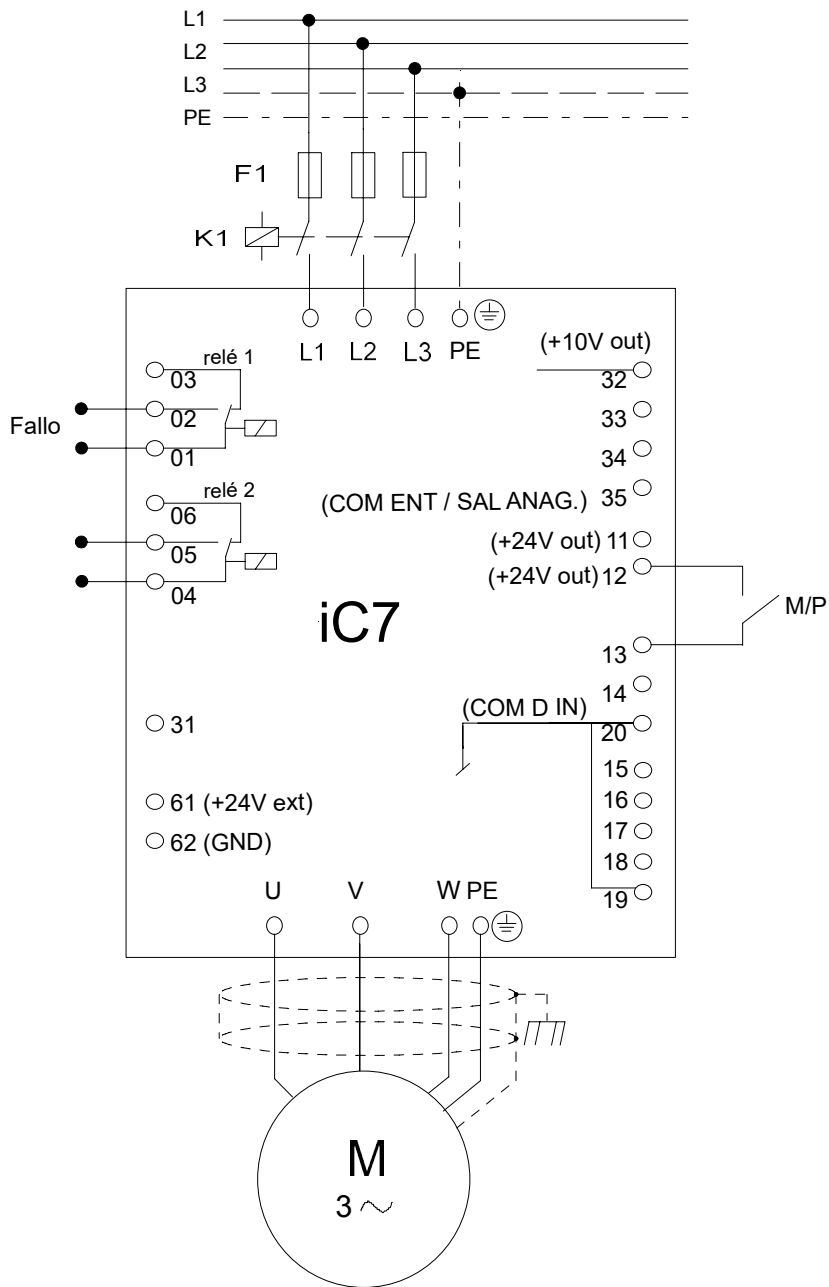 L1
L2
L3
PE
F1
K1
L1 L2 L3 PE
(+10V out)
32
relé 1
03
02
01
Fallo
33
34
(COM ENT / SAL ANAG.) 35
relé 2
06
05
04
(+24V out) 11
(+24V out) 12
M/P
iC7
13
14
(COM D IN)
20
31
15
16
17
18
19
61 (+24V ext)
62 (GND)
U V W PE
M
3 ~